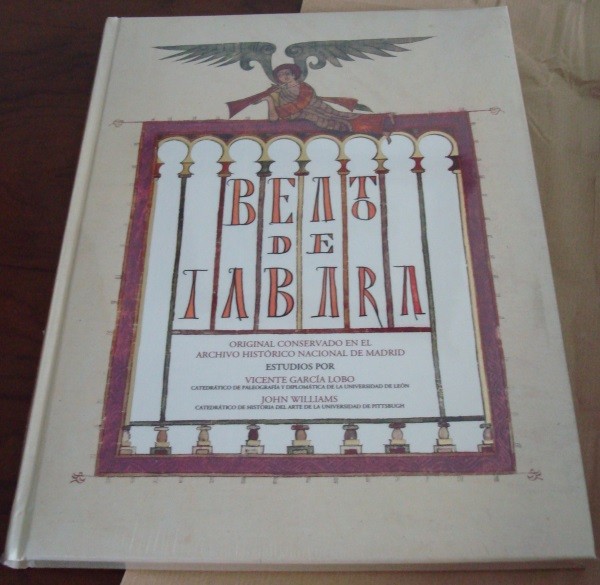 BEATO
DE
TABARA
ORIGINAL CONSERVADO EN EL
ARCHIVO HISTÓRICO NACIONAL DE MADRID
ESTUDIOS POR
VICENTE GARCÍA LOBO
CATEDRÁTICO DE PALEOGRAFÍA Y DIPLOMÁTICA DE LA UNIVERSIDAD DE LEÓN
JOHN WILLIAMS
CATEDRÁTICO DE HISTORIA DEL ARTE DE LA UNIVERSIDAD DE PITTSBUGH